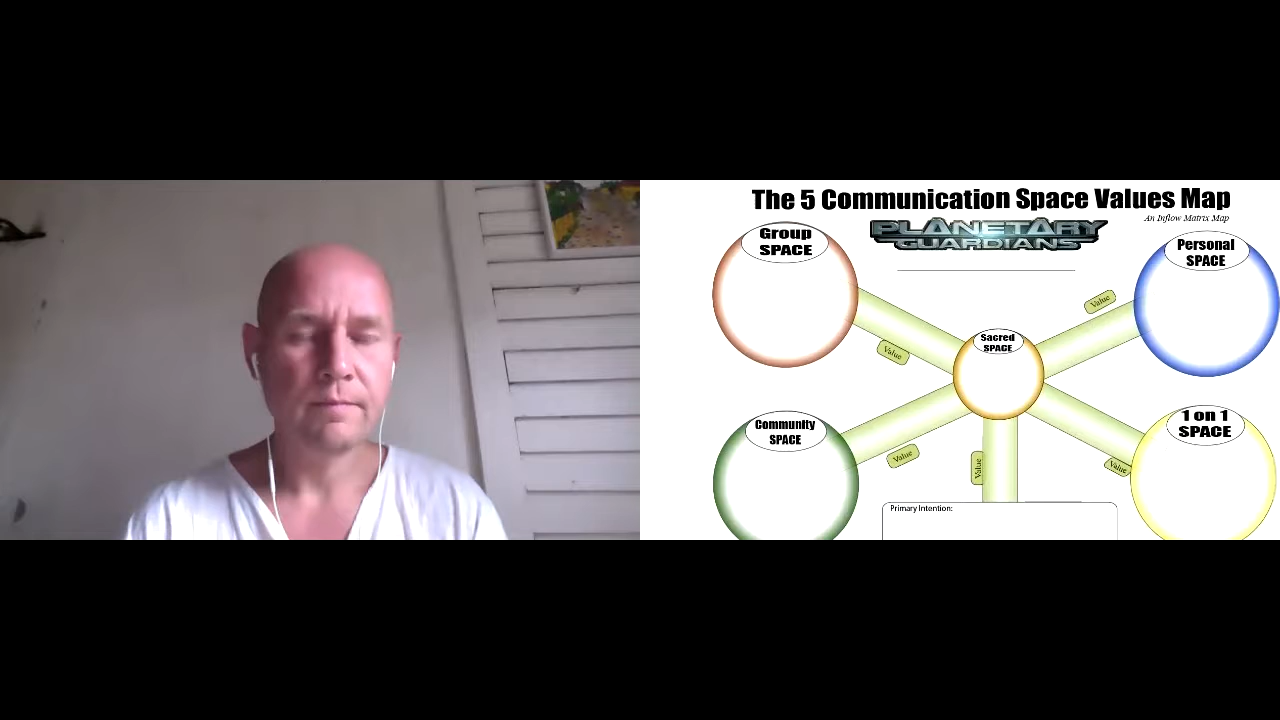 The 5 Communication Space Values Map
An Inflow Matrix Map
PLANETARY
GUARDIANS
Group
SPACE
Personal
SPACE
Value
Value
Sacred
SPACE
Community
SPACE
1 on 1
SPACE
Value
Value
Value
Primary Intention: